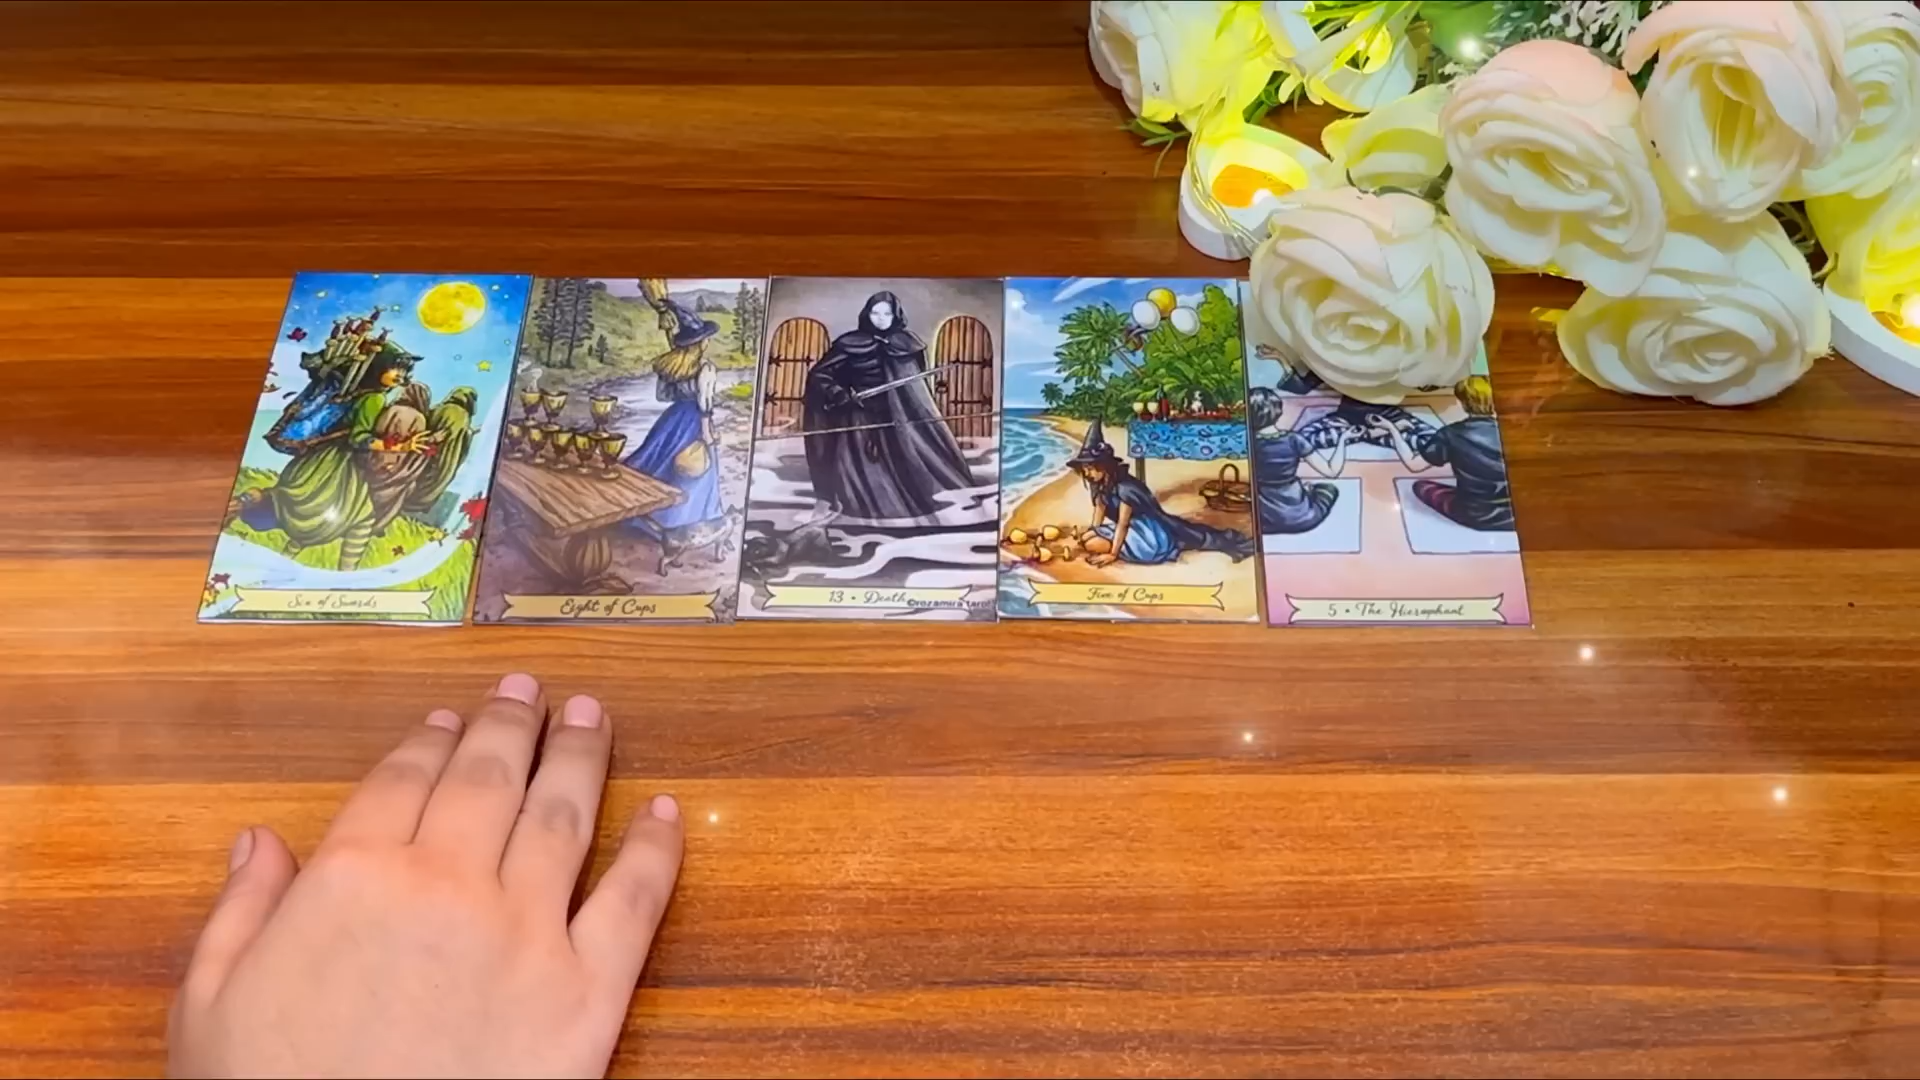 Six of Swords
Eight of Cups
13 • Death
©rozamira tarot
Five of Cups
5 • The Hierophant